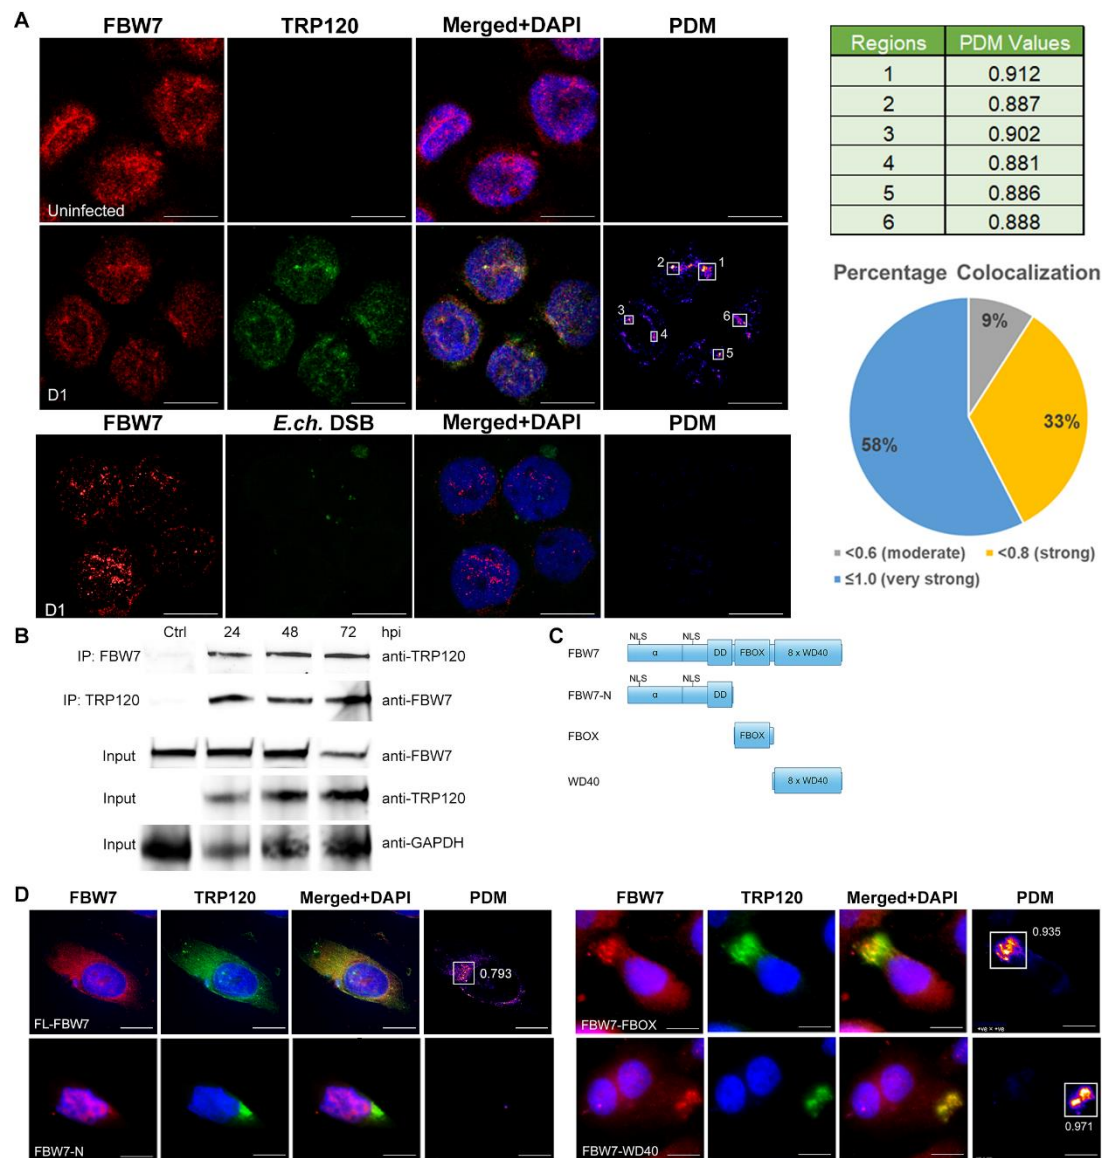 A
FBW7 TRP120 Merged+DAPI PDM
Uninfected
2 1
3 4 6
5
D1
FBW7 E.ch. DSB Merged+DAPI PDM
D1
Regions PDM Values
1 0.912
2 0.887
3 0.902
4 0.881
5 0.886
6 0.888
Percentage Colocalization
9%
33%
58%
<0.6 (moderate) <0.8 (strong)
≤1.0 (very strong)
B
Ctrl 24 48 72 hpi
IP: FBW7 anti-TRP120
IP: TRP120 anti-FBW7
Input anti-FBW7
Input anti-TRP120
Input anti-GAPDH
C
NLS NLS
FBW7 α DD FBOX 8 x WD40
NLS NLS
FBW7-N α DD
FBOX FBOX
WD40 8 x WD40
D
FBW7 TRP120 Merged+DAPI PDM
0.793
FL-FBW7
FBW7-N
FBW7 TRP120 Merged+DAPI PDM
0.935
FBW7-FBOX
+ve x +ve
0.971
FBW7-WD40